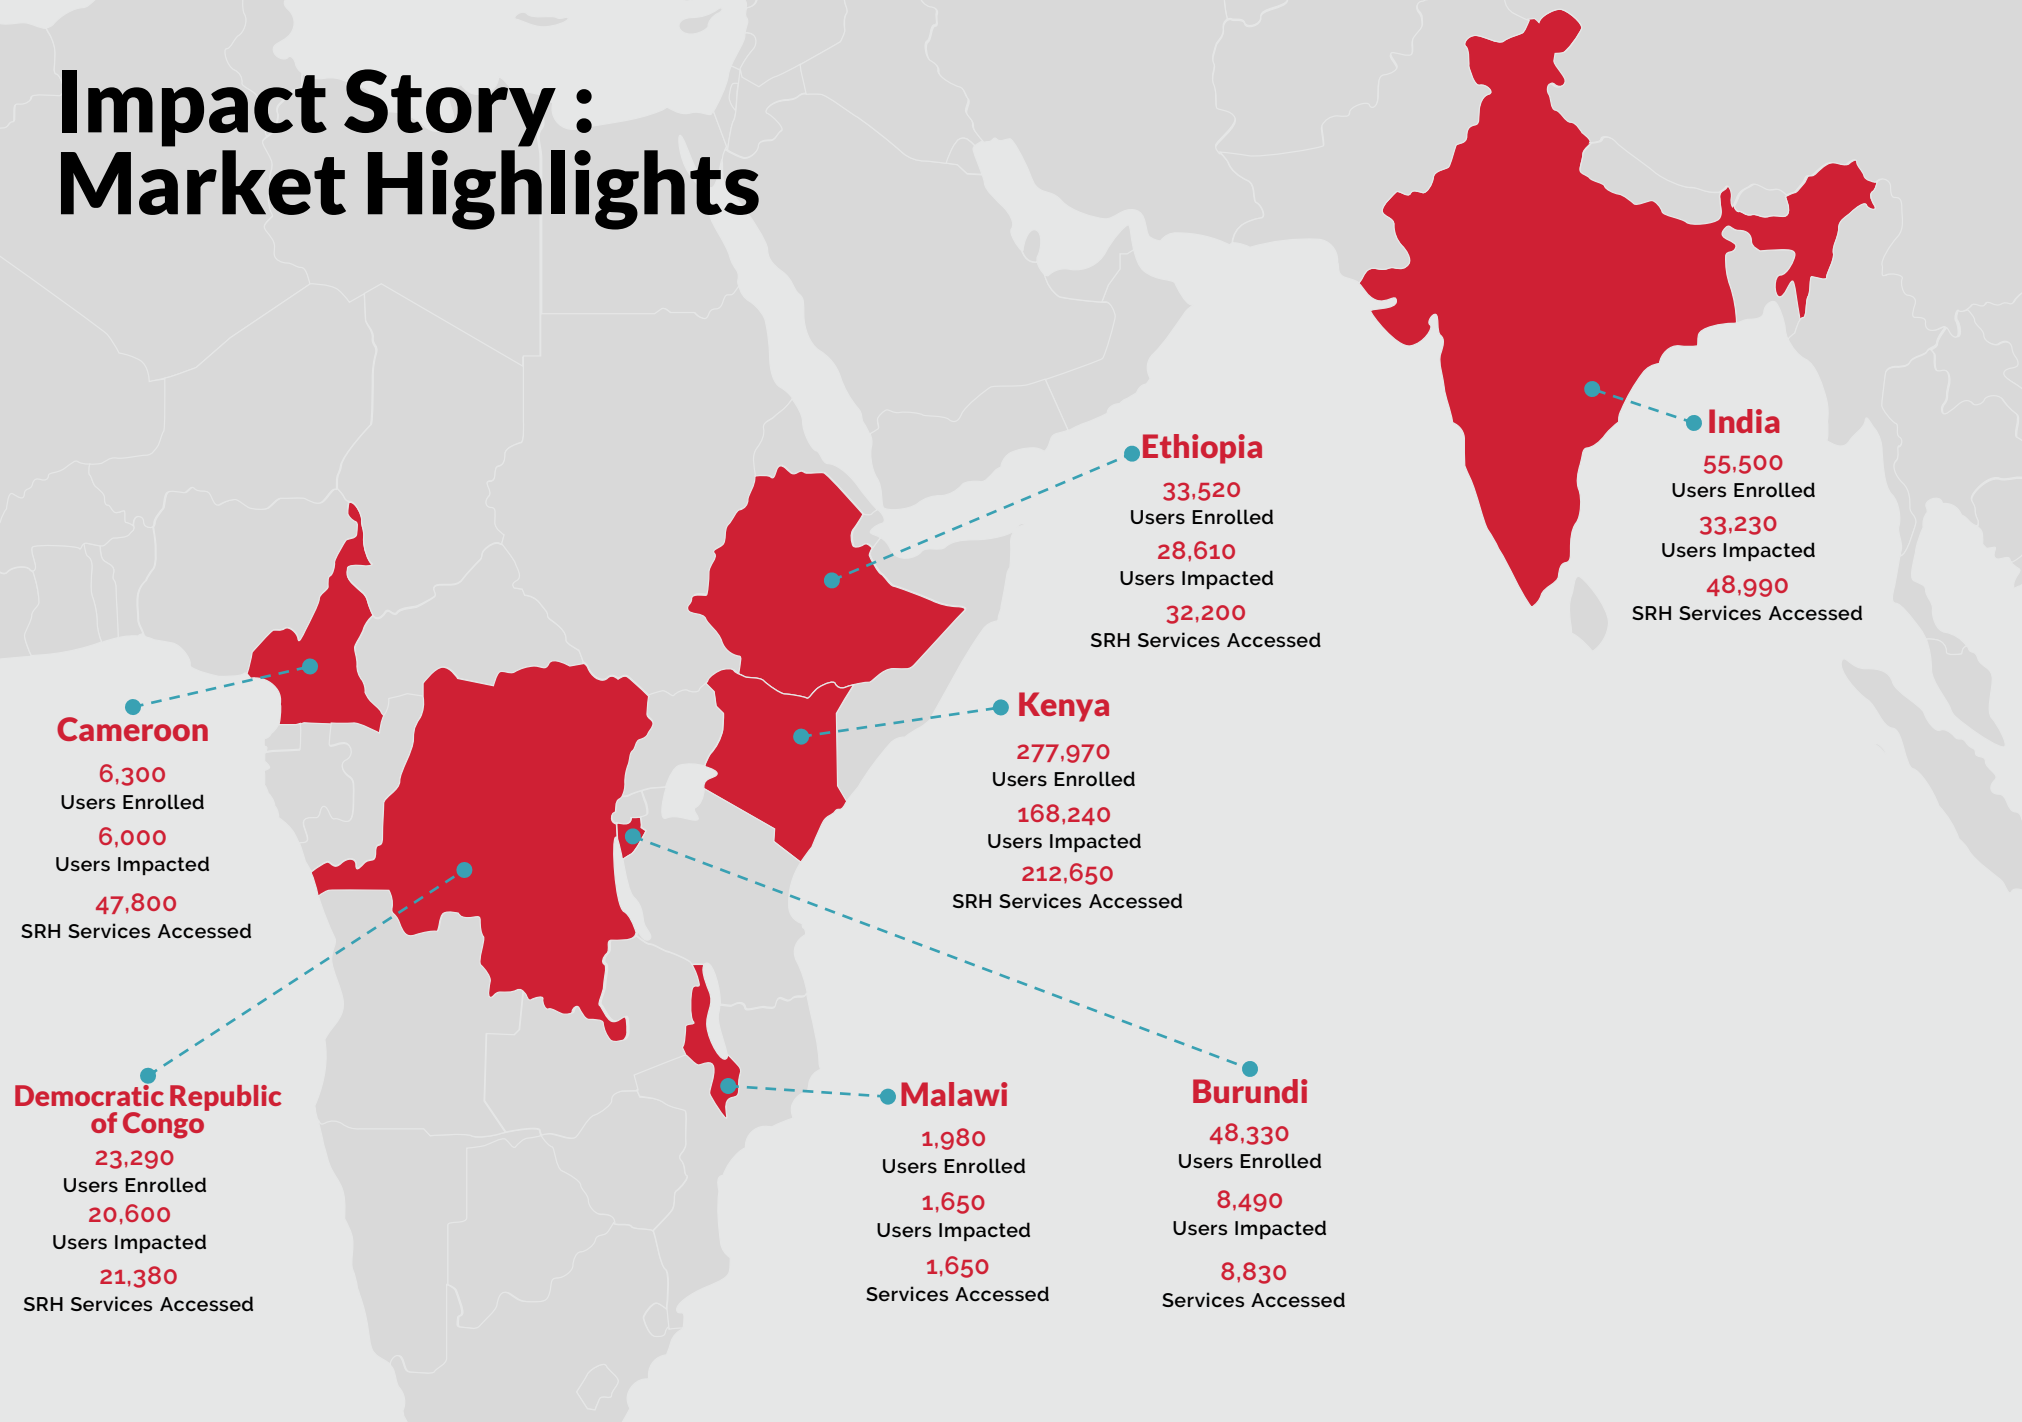 Impact Story :
Market Highlights
India
55,500
Users Enrolled
33,230
Users Impacted
48,990
SRH Services Accessed
Ethiopia
33,520
Users Enrolled
28,610
Users Impacted
32,200
SRH Services Accessed
Kenya
277,970
Users Enrolled
168,240
Users Impacted
212,650
SRH Services Accessed
Cameroon
6,300
Users Enrolled
6,000
Users Impacted
47,800
SRH Services Accessed
Democratic Republic
of Congo
23,290
Users Enrolled
20,600
Users Impacted
21,380
SRH Services Accessed
Malawi
1,980
Users Enrolled
1,650
Users Impacted
1,650
Services Accessed
Burundi
48,330
Users Enrolled
8,490
Users Impacted
8,830
Services Accessed